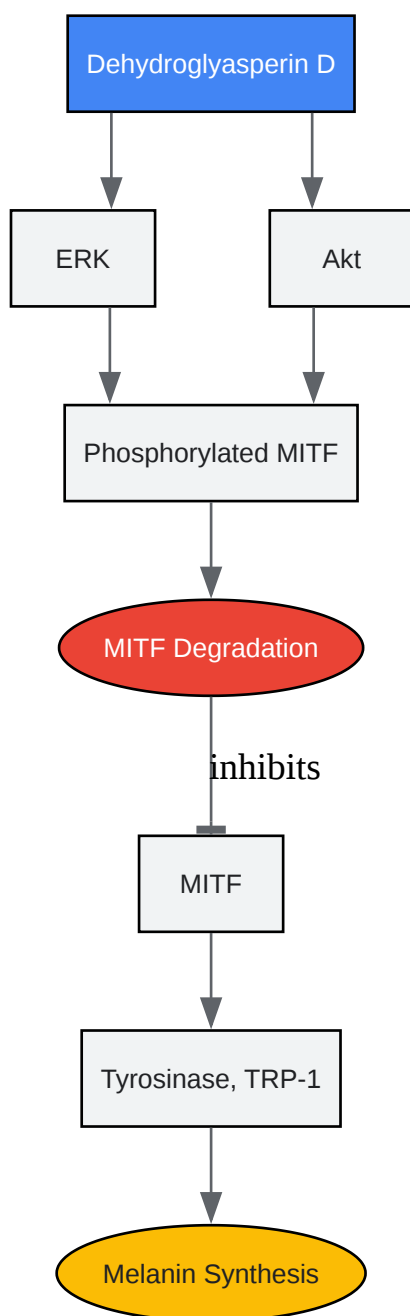 Dehydroglyasperin D
ERK
Akt
Phosphorylated MITF
MITF Degradation
inhibits
MITF
Tyrosinase, TRP-1
Melanin Synthesis